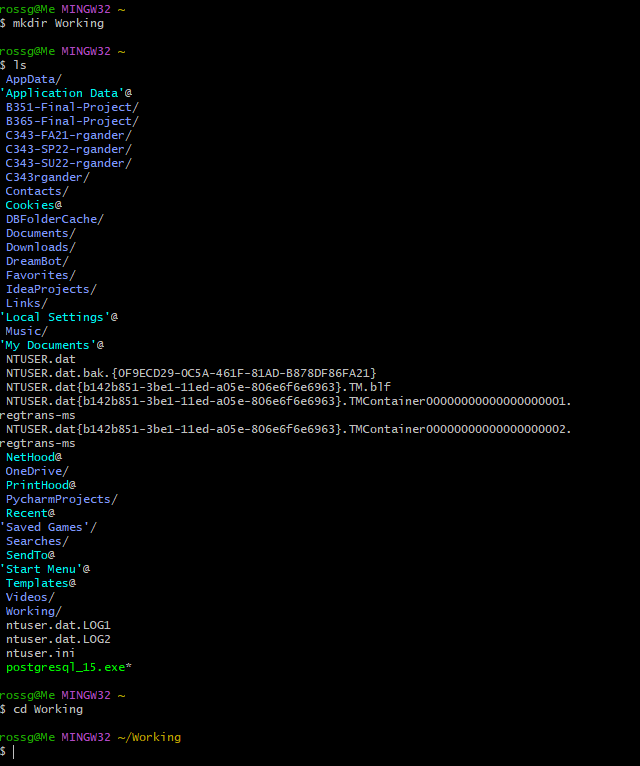 rossg@Me MINGW32 ~
$ mkdir Working
rossg@Me MINGW32 ~
$ ls
AppData/
'Application Data'@
B351-Final-Project/
B365-Final-Project/
C343-FA21-rgander/
C343-SP22-rgander/
C343-SU22-rgander/
C343rgander/
Contacts/
Cookies@
DBFolderCache/
Documents/
Downloads/
DreamBot/
Favorites/
IdeaProjects/
Links/
'Local Settings'@
Music/
'My Documents'@
NTUSER.dat
NTUSER.dat.bak.{0F9ECD29-0C5A-461F-81AD-B878DF86FA21}
NTUSER.dat{b142b851-3be1-11ed-a05e-806e6f6e6963}.TM.blf
NTUSER.dat{b142b851-3be1-11ed-a05e-806e6f6e6963}.TMContainer00000000000000000001.
regtrans-ms
NTUSER.dat{b142b851-3be1-11ed-a05e-806e6f6e6963}.TMContainer00000000000000000002.
regtrans-ms
NetHood@
OneDrive/
PrintHood@
PycharmProjects/
Recent@
'Saved Games'/
Searches/
SendTo@
'Start Menu'@
Templates@
Videos/
Working/
ntuser.dat.LOG1
ntuser.dat.LOG2
ntuser.ini
postgresql_15.exe*
rossg@Me MINGW32 ~
$ cd Working
rossg@Me MINGW32 ~/Working
$